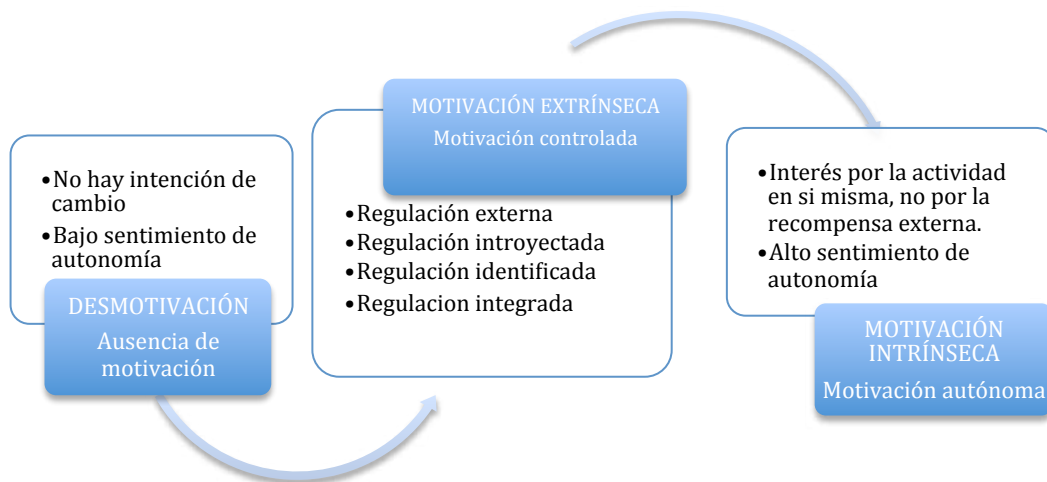 •No hay intención de
cambio
•Bajo sentimiento de
autonomía
DESMOTIVACIÓN
Ausencia de
motivación
MOTIVACIÓN EXTRÍNSECA
Motivación controlada
•Regulación externa
•Regulación introyectada
•Regulación identificada
•Regulacion integrada
•Interés por la actividad
en si misma, no por la
recompensa externa.
•Alto sentimiento de
autonomía
MOTIVACIÓN
INTRÍNSECA
Motivación autónoma